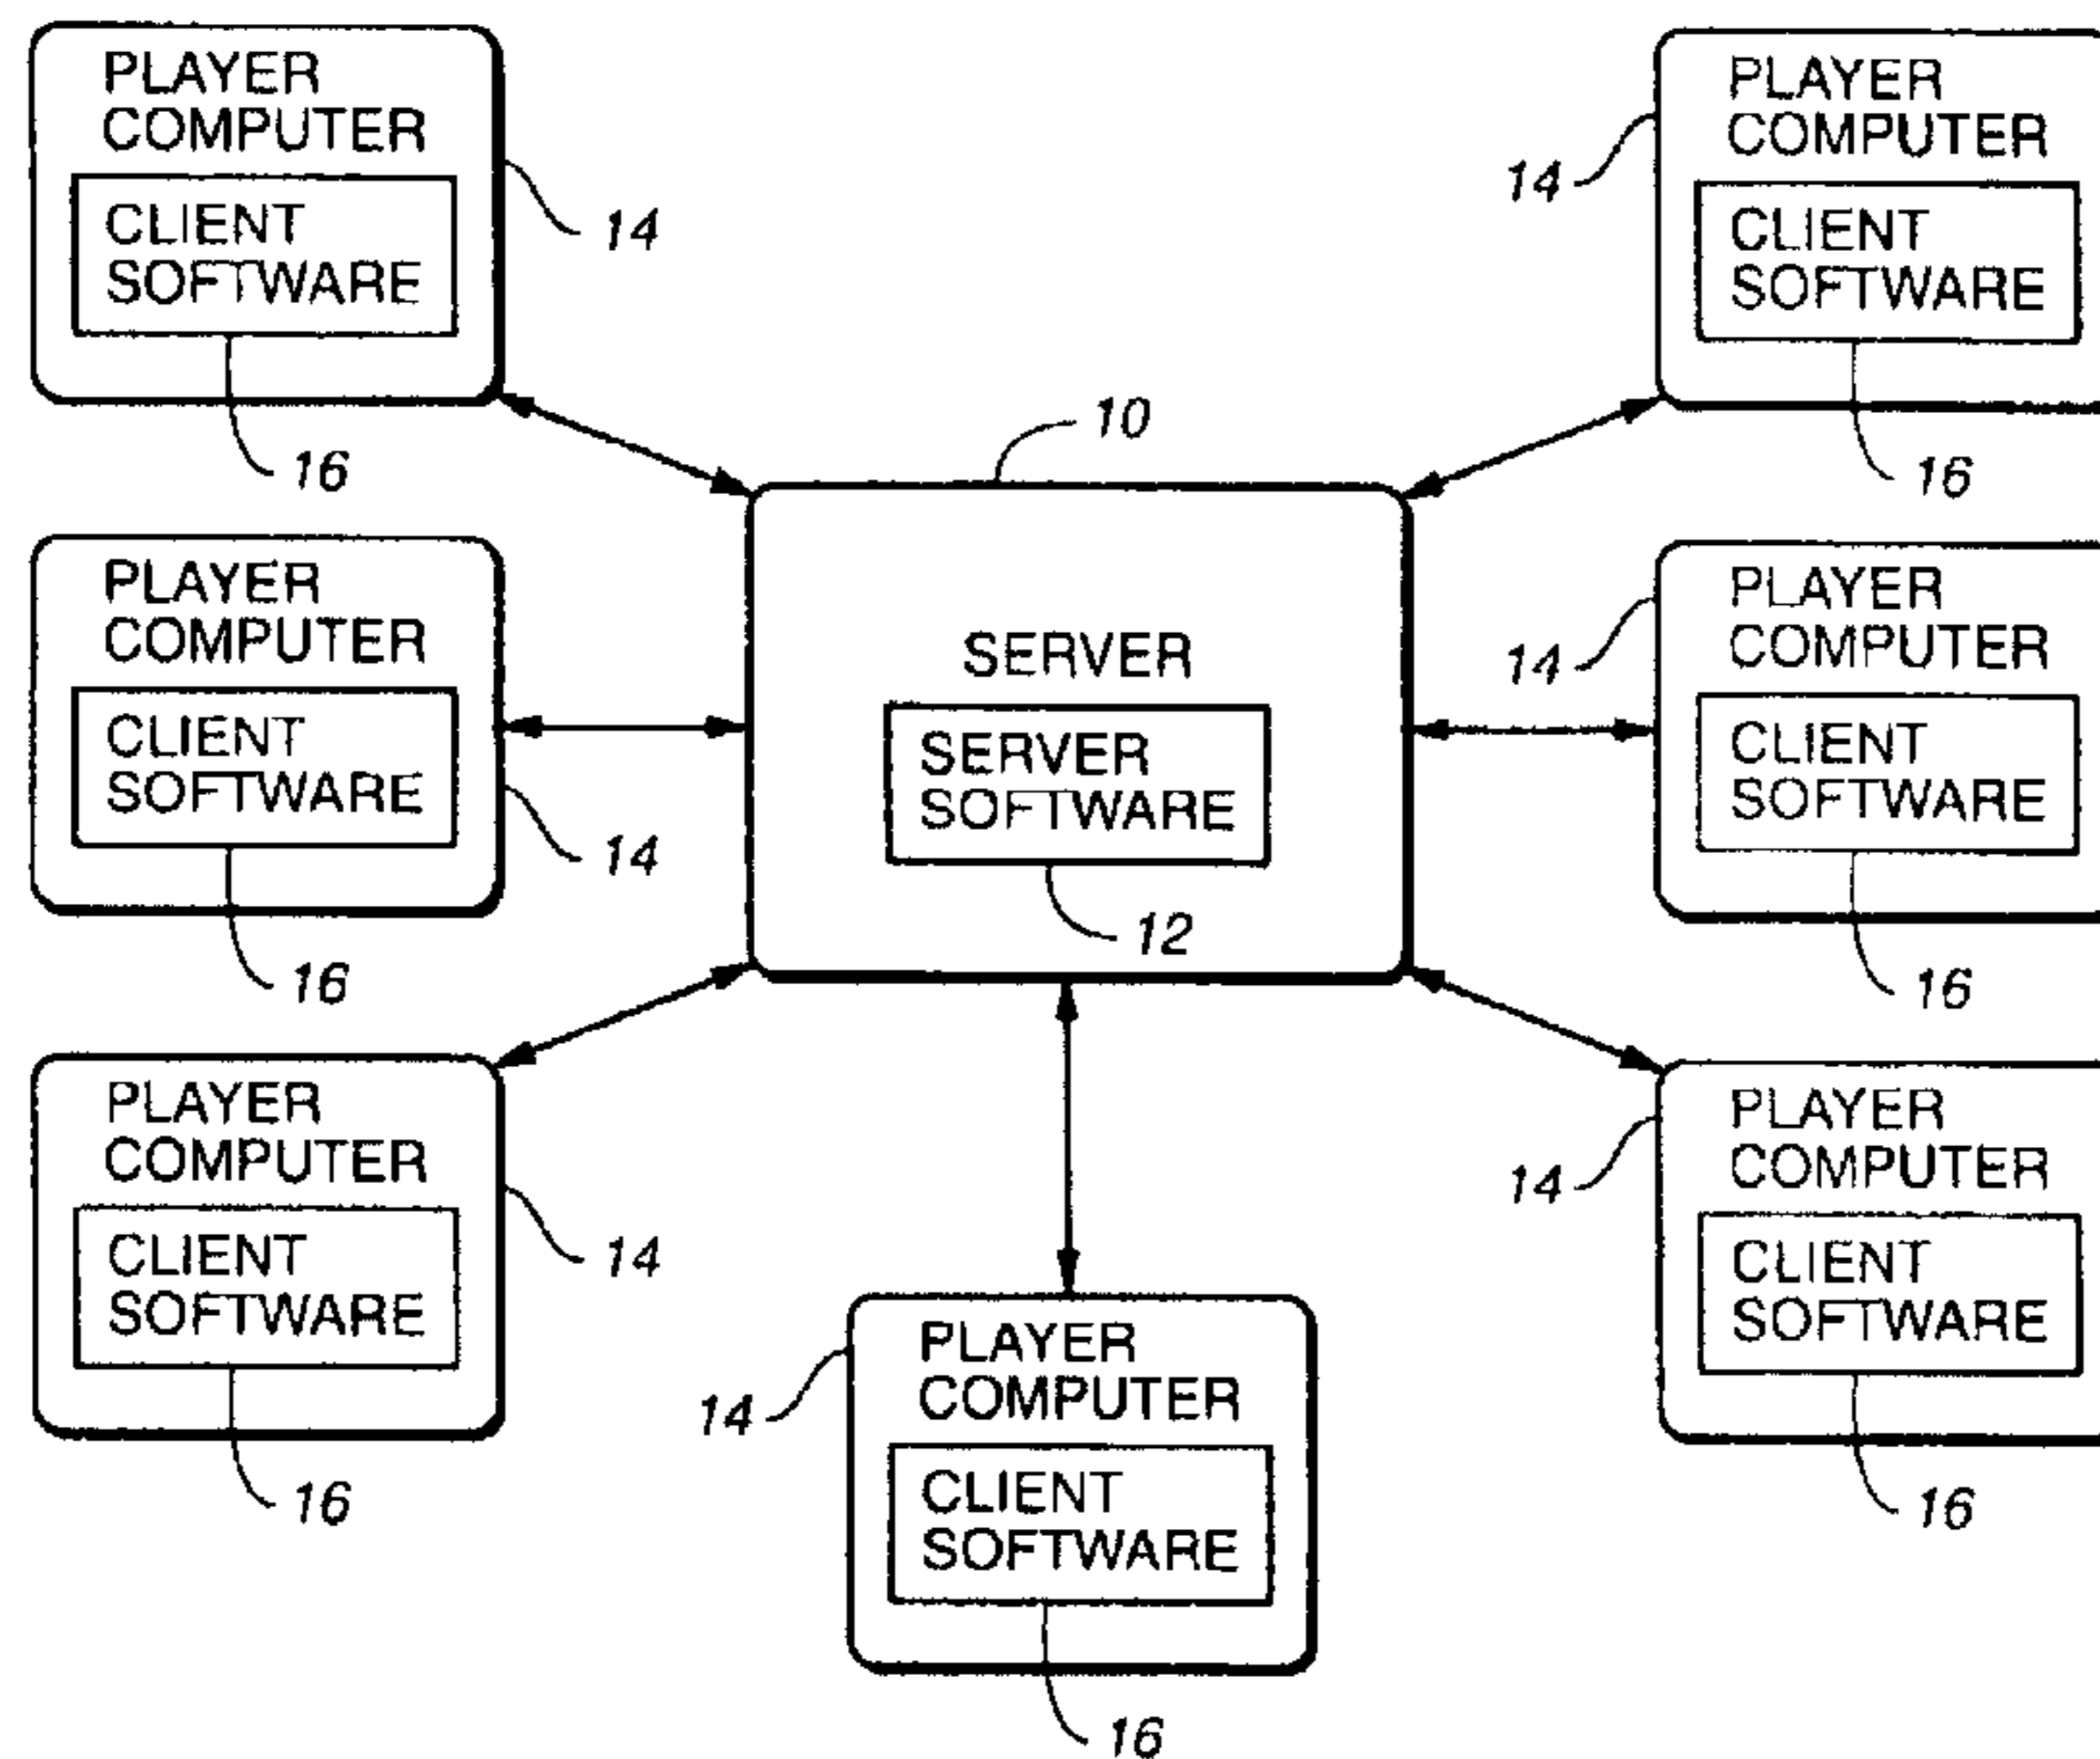 PLAYER
COMPUTER
CLIENT
SOFTWARE
14
16
PLAYER
COMPUTER
14
CLIENT
SOFTWARE
16
10
SERVER
SERVER
SOFTWARE
12
PLAYER
COMPUTER
CLIENT
SOFTWARE
14
16
PLAYER
COMPUTER
14
CLIENT
SOFTWARE
16
PLAYER
COMPUTER
CLIENT
SOFTWARE
14
16
PLAYER
COMPUTER
14
CLIENT
SOFTWARE
16
PLAYER
COMPUTER
14
CLIENT
SOFTWARE
16